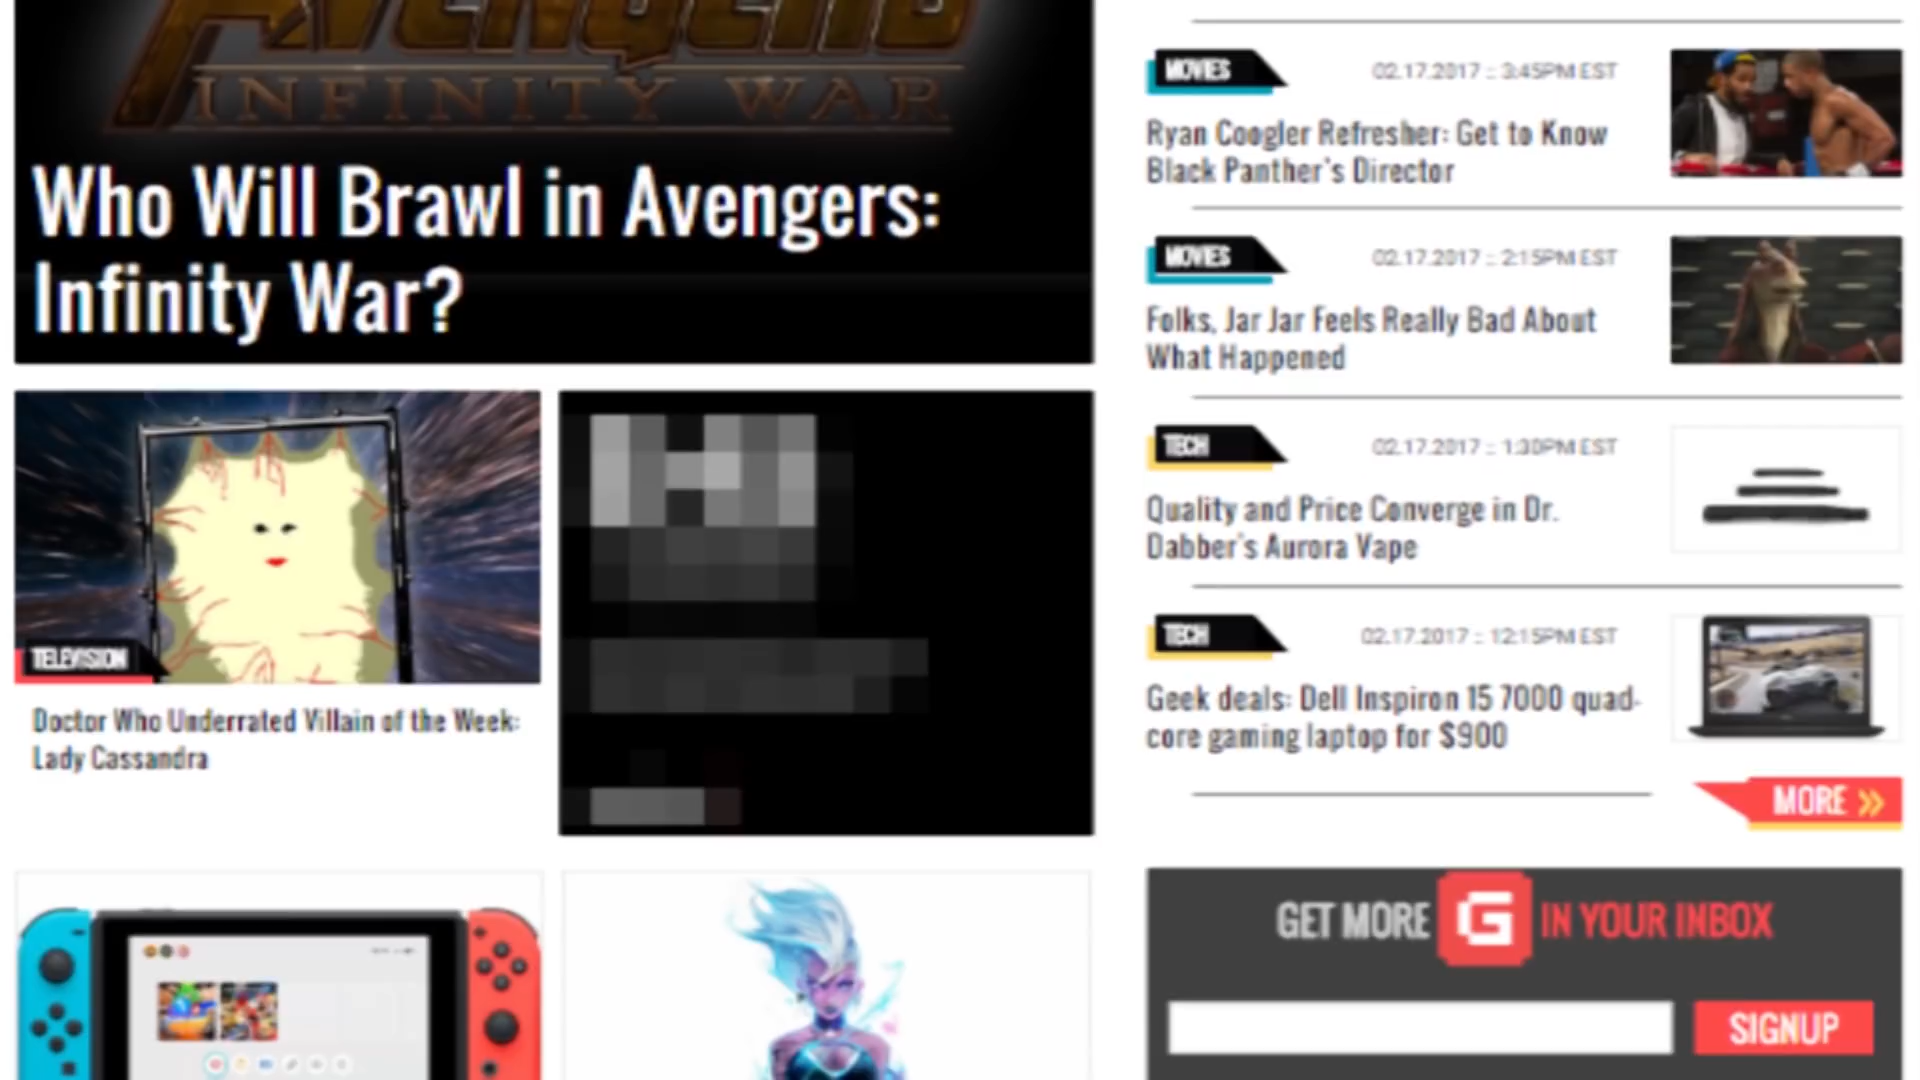 AVENGERS
INFINITY WAR
Who Will Brawl in Avengers:
Infinity War?
TELEVISION
Doctor Who Underrated Villain of the Week:
Lady Cassandra
MOVIES
02.17.2017 :: 3:45PM EST
Ryan Coogler Refresher: Get to Know
Black Panther's Director
MOVIES
02.17.2017 :: 2:15PM EST
Folks, Jar Jar Feels Really Bad About
What Happened
TECH
02.17.2017 :: 1:30PM EST
Quality and Price Converge in Dr.
Dabber's Aurora Vape
TECH
02.17.2017 :: 12:15PM EST
Geek deals: Dell Inspiron 15 7000 quad-
core gaming laptop for $900
MORE »
GET MORE G IN YOUR INBOX
SIGNUP